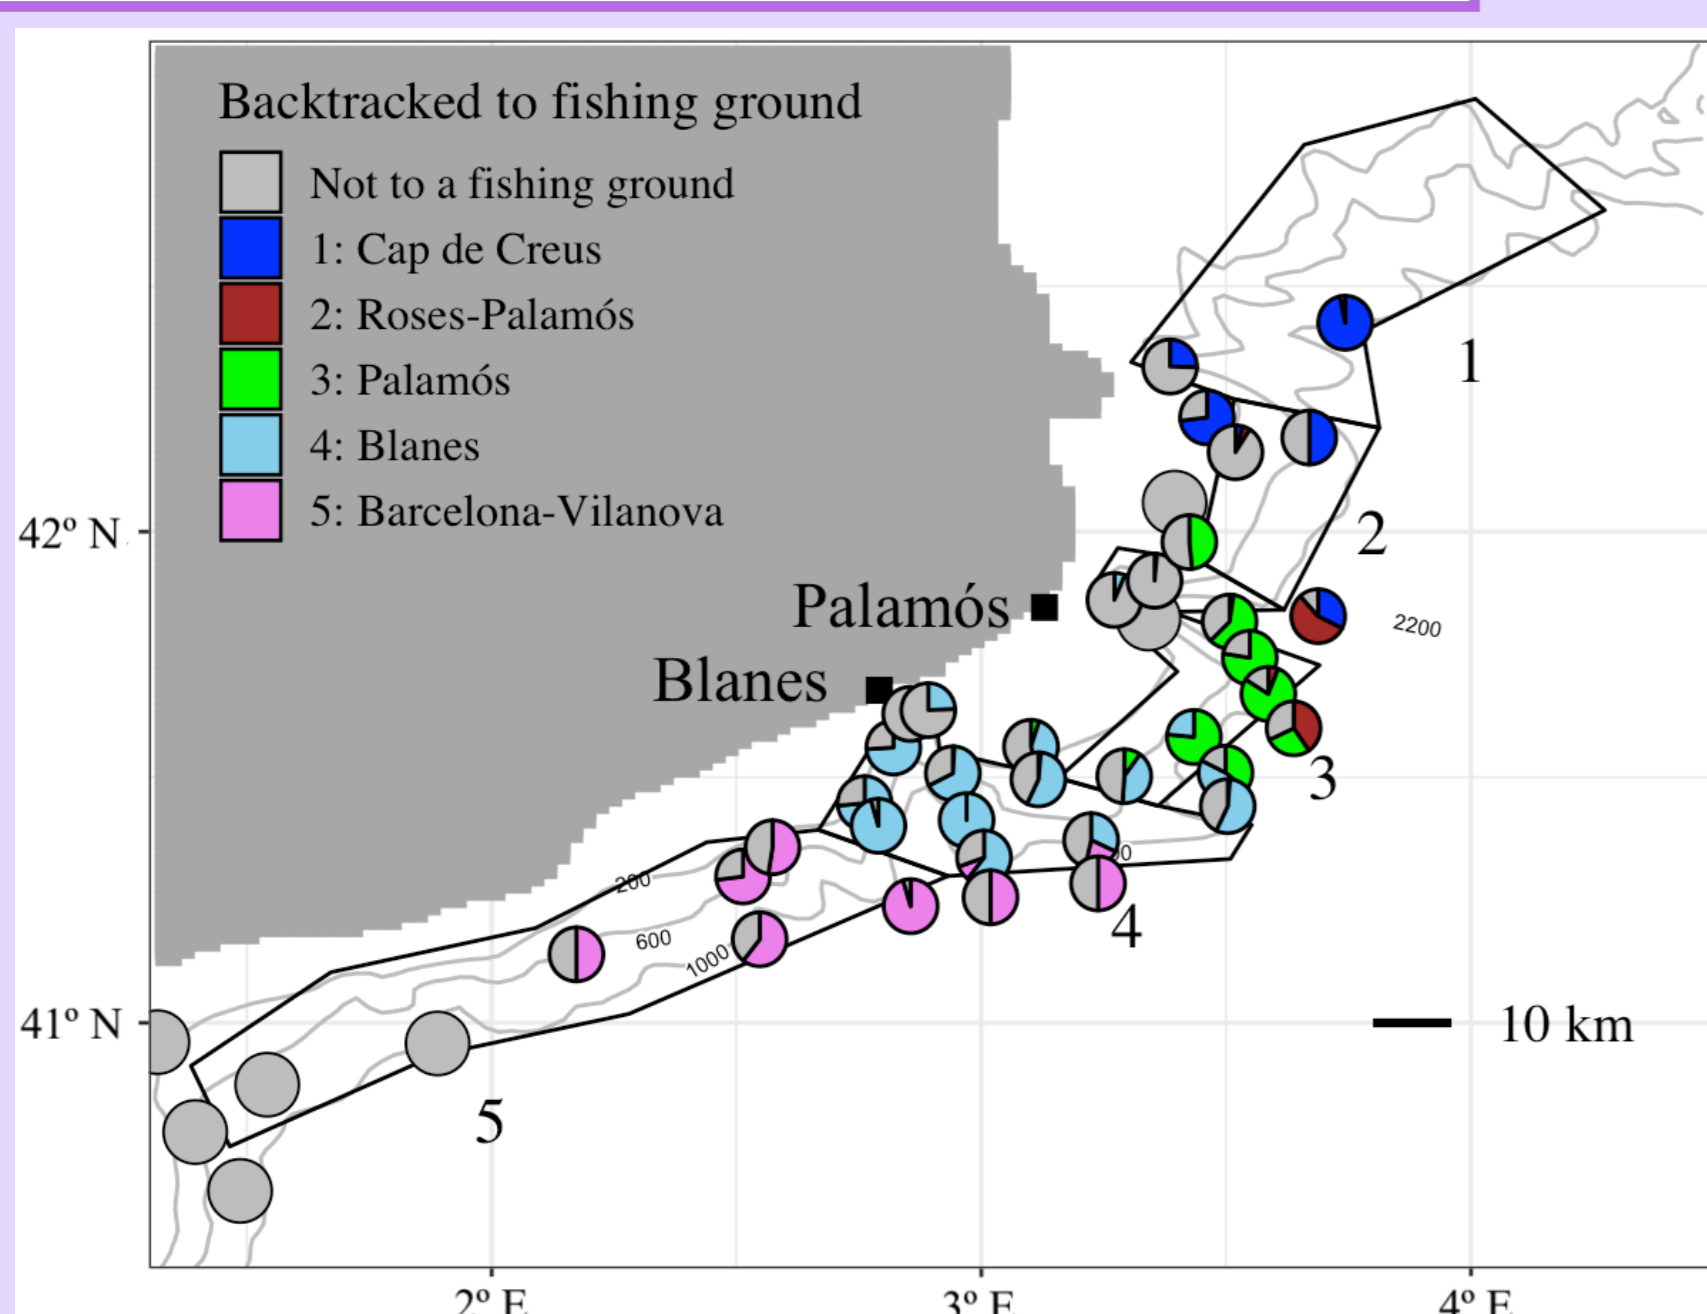 Backtracked to fishing ground
Not to a fishing ground
1: Cap de Creus
2: Roses-Palamós
3: Palamós
4: Blanes
5: Barcelona-Vilanova
1
42º N
2
Palamós
2200
Blanes
3
200
600
1000
4
41º N
10 km
5
2º E
3º E
4º E